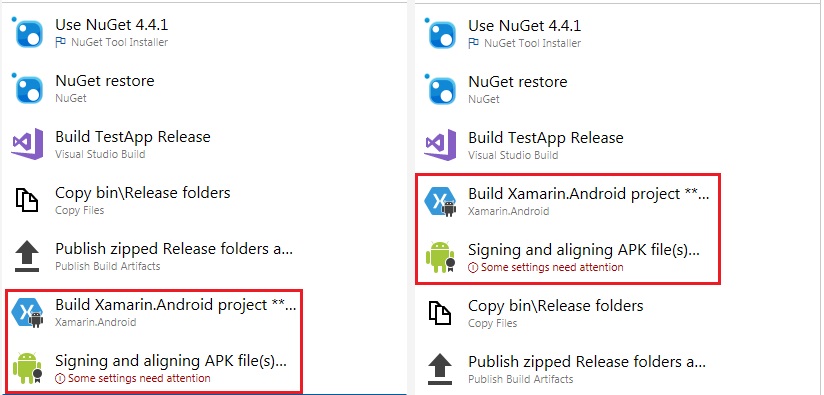 Use NuGet 4.4.1
NuGet Tool Installer
NuGet restore
NuGet
Build TestApp Release
Visual Studio Build
Copy bin\Release folders
Copy Files
Publish zipped Release folders a...
Publish Build Artifacts
Build Xamarin.Android project **...
Xamarin.Android
Signing and aligning APK file(s)...
Some settings need attention
Use NuGet 4.4.1
NuGet Tool Installer
NuGet restore
NuGet
Build TestApp Release
Visual Studio Build
Build Xamarin.Android project **...
Xamarin.Android
Signing and aligning APK file(s)...
Some settings need attention
Copy bin\Release folders
Copy Files
Publish zipped Release folders a...
Publish Build Artifacts